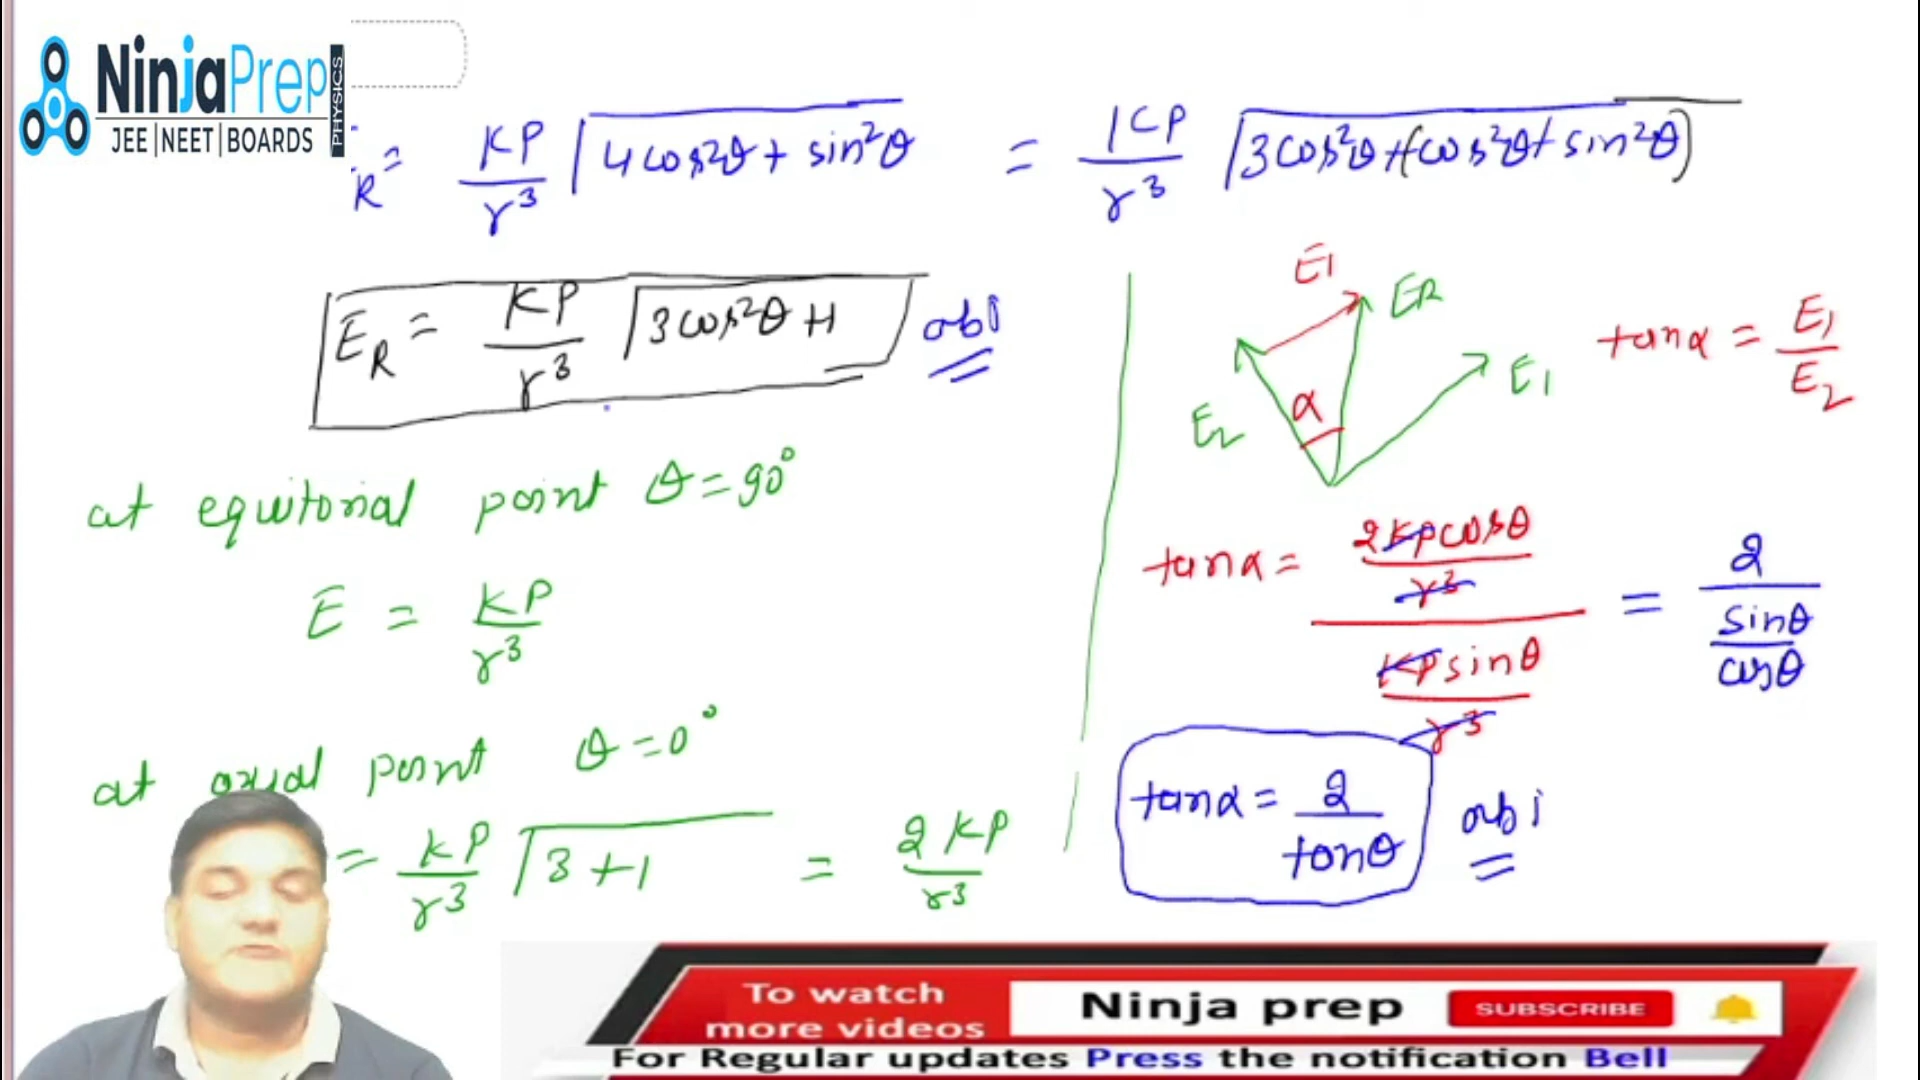 NinjaPrep
PHYSICS
JEE|NEET|BOARDS
R = KP/r³ √4cos²θ + sin²θ = KP/r³ √3cos²θ + (cos²θ + sin²θ)
E_R = KP/r³ √3cos²θ + 1
E1
ER
E2
α
E1
tanα = E1/E2
at equitorial point θ = 90°
E = KP/r³
tanα = (2KPcosθ/r³)/(KPsinθ/r³) = 2/(sinθ/cosθ)
at axial point θ = 0°
= KP/r³ √3 + 1 = 2KP/r³
tanα = 2/tanθ
To watch
more videos
Ninja prep
SUBSCRIBE
For Regular updates Press the notification Bell